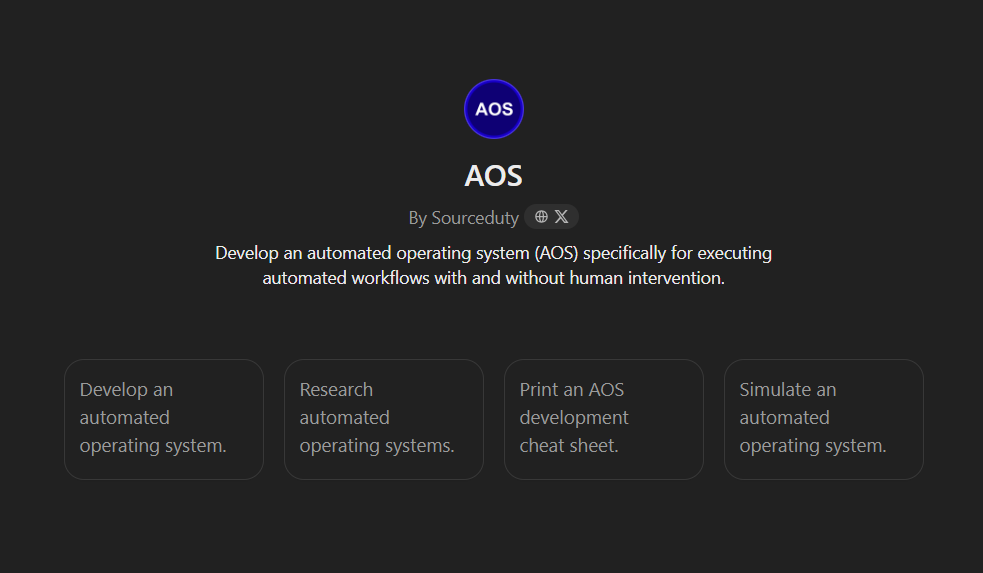 AOS
AOS
By Sourceduty
Develop an automated operating system (AOS) specifically for executing
automated workflows with and without human intervention.
Develop an
automated
operating system.
Research
automated
operating systems.
Print an AOS
development
cheat sheet.
Simulate an
automated
operating system.